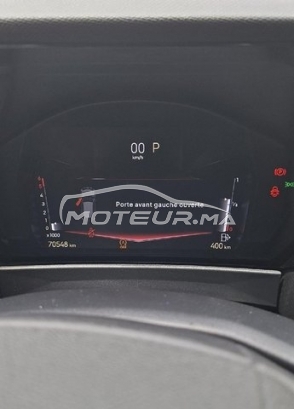 00 P
km/h
Porte avant gauche ouverte
MOTEUR.MA
x1000
70548 km
400 km